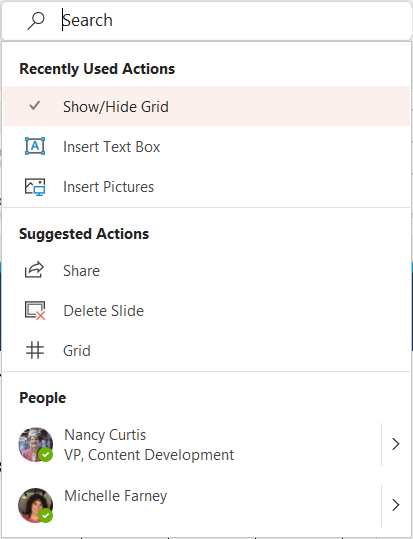 Search
Recently Used Actions
Show/Hide Grid
Insert Text Box
Insert Pictures
Suggested Actions
Share
Delete Slide
Grid
People
Nancy Curtis
VP, Content Development
Michelle Farney